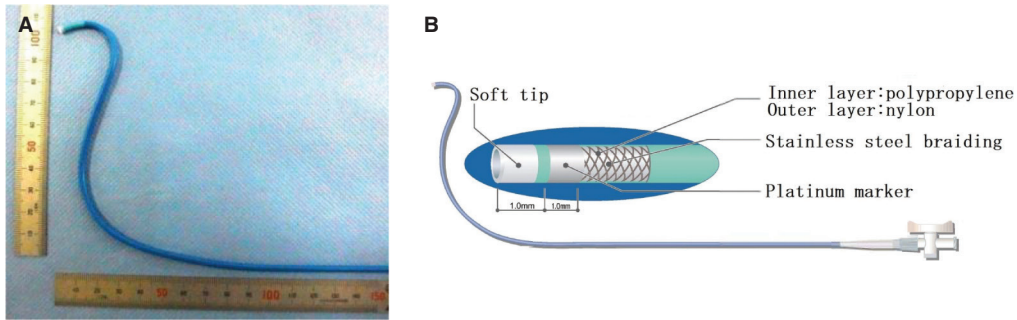 A
100
50
50
100
150
B
Soft tip
Inner layer:polypropylene
Outer layer:nylon
Stainless steel braiding
Platinum marker
1.0mm
1.0mm